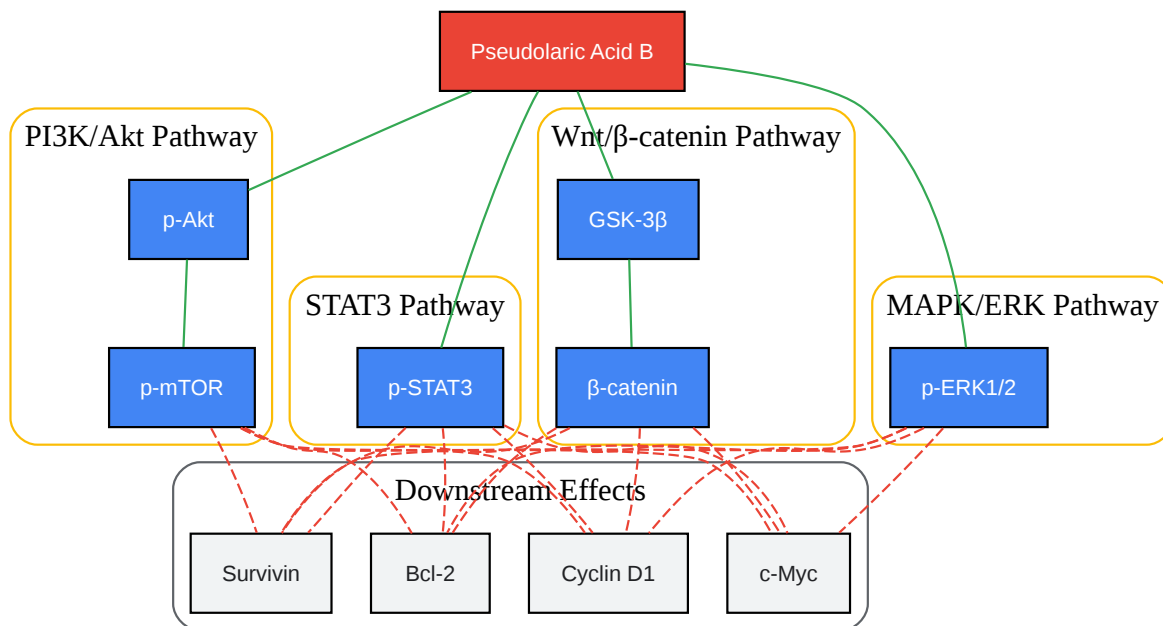 Pseudolaric Acid B
PI3K/Akt Pathway
Wnt/β-catenin Pathway
p-Akt
GSK-3β
STAT3 Pathway
MAPK/ERK Pathway
p-mTOR
p-STAT3
β-catenin
p-ERK1/2
Downstream Effects
Survivin
Bcl-2
Cyclin D1
c-Myc